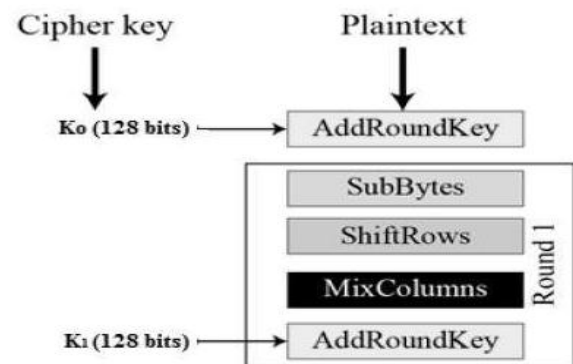 Cipher key
Plaintext
K0 (128 bits)
AddRoundKey
SubBytes
ShiftRows
MixColumns
Round 1
K1 (128 bits)
AddRoundKey